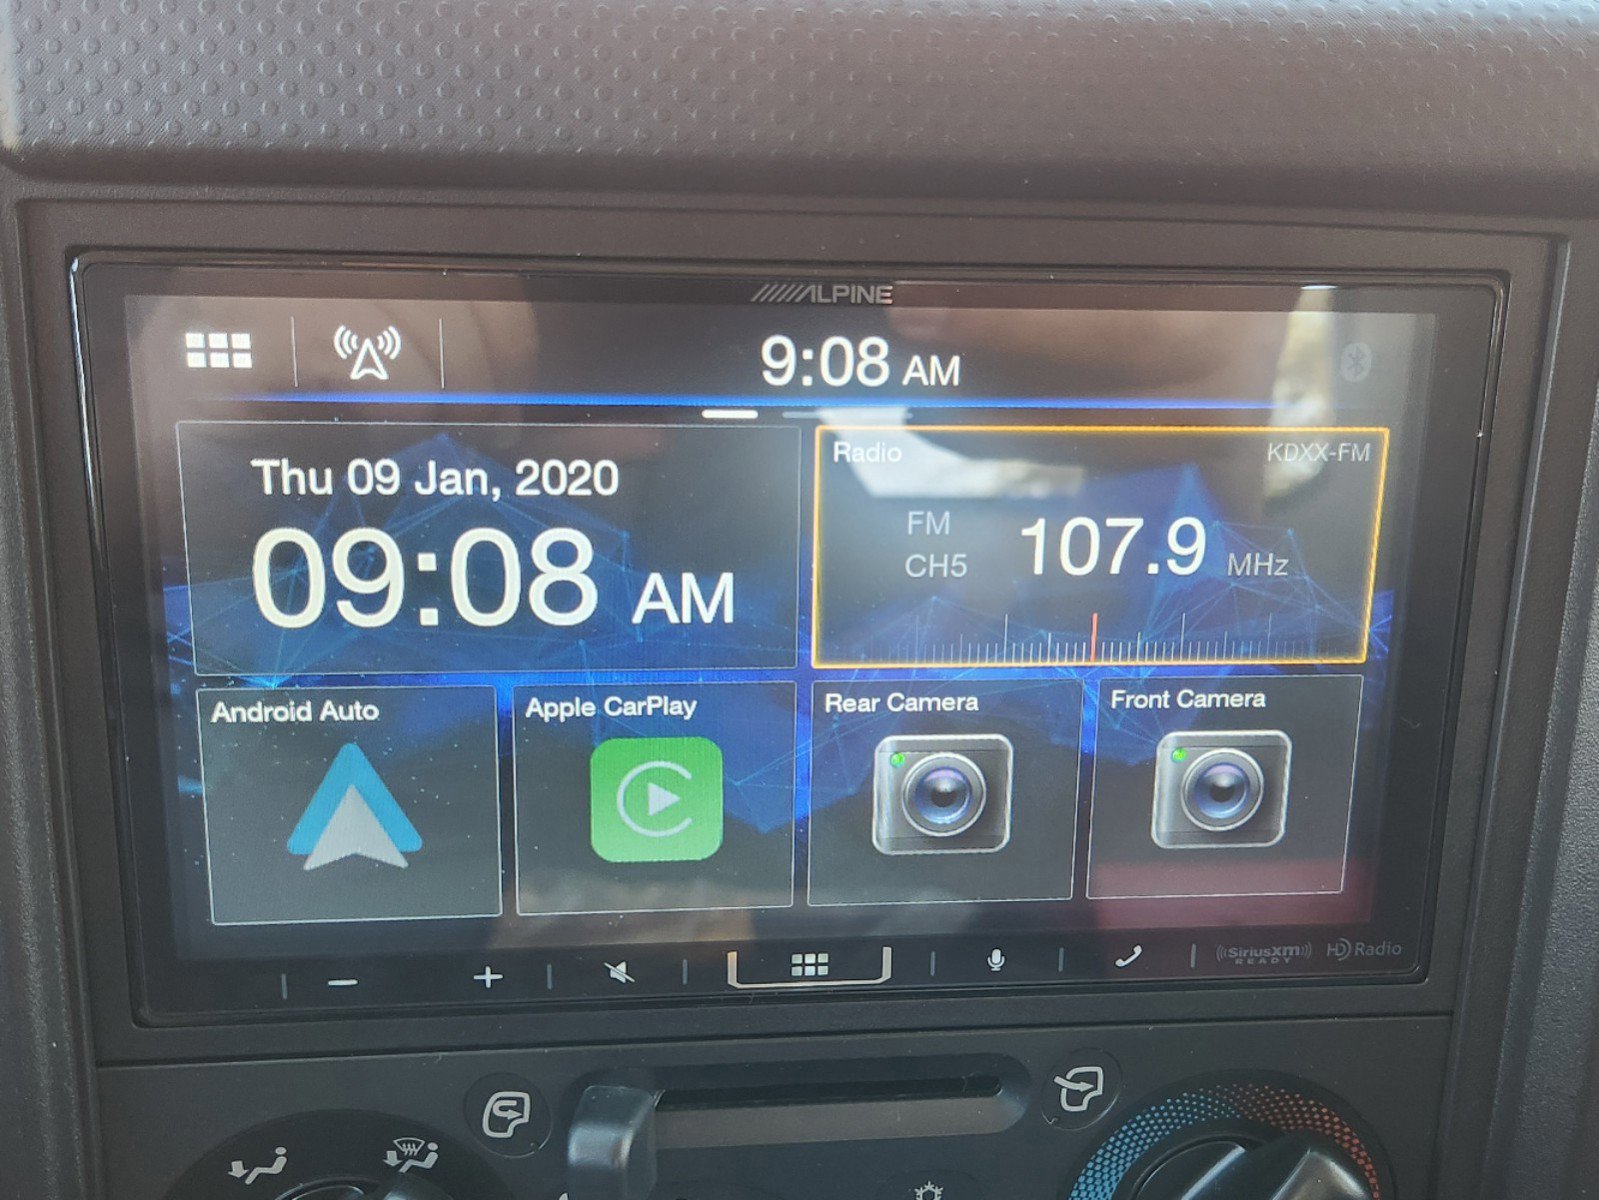 ALPINE
9:08 AM
Thu 09 Jan, 2020
09:08 AM
Radio
KDXX-FM
FM
CH5
107.9 MHz
Android Auto
Apple CarPlay
Rear Camera
Front Camera
SiriusXM
READY
HD Radio